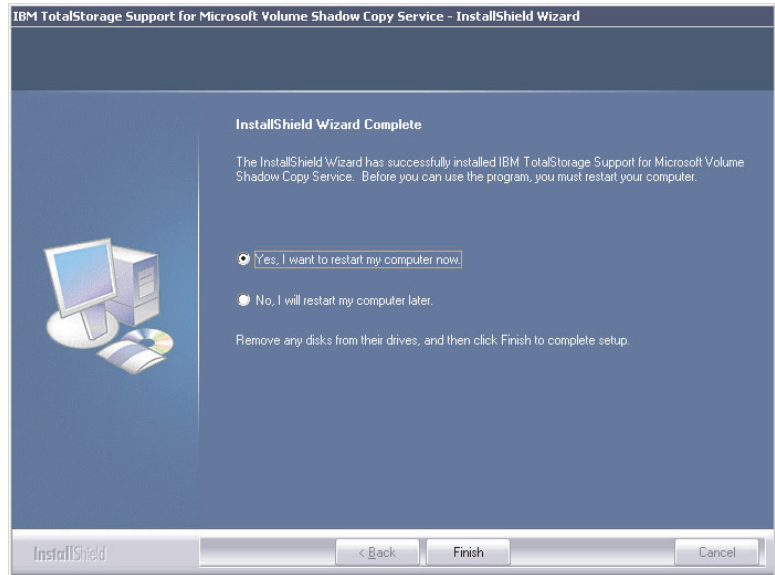 IBM TotalStorage Support for Microsoft Volume Shadow Copy Service - InstallShield Wizard
InstallShield Wizard Complete
The InstallShield Wizard has successfully installed IBM TotalStorage Support for Microsoft Volume
Shadow Copy Service.  Before you can use the program, you must restart your computer.
Yes, I want to restart my computer now.
No, I will restart my computer later.
Remove any disks from their drives, and then click Finish to complete setup.
InstallShield
< Back
Finish
Cancel